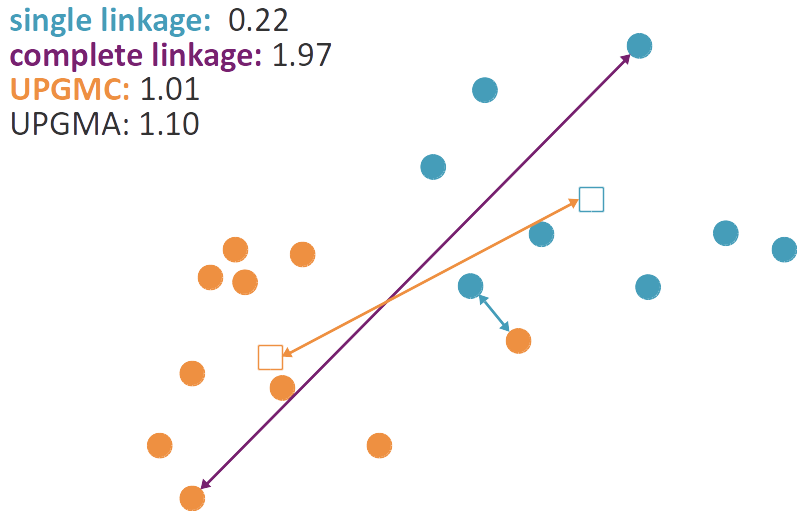 single linkage: 0.22
complete linkage: 1.97
UPGMC: 1.01
UPGMA: 1.10